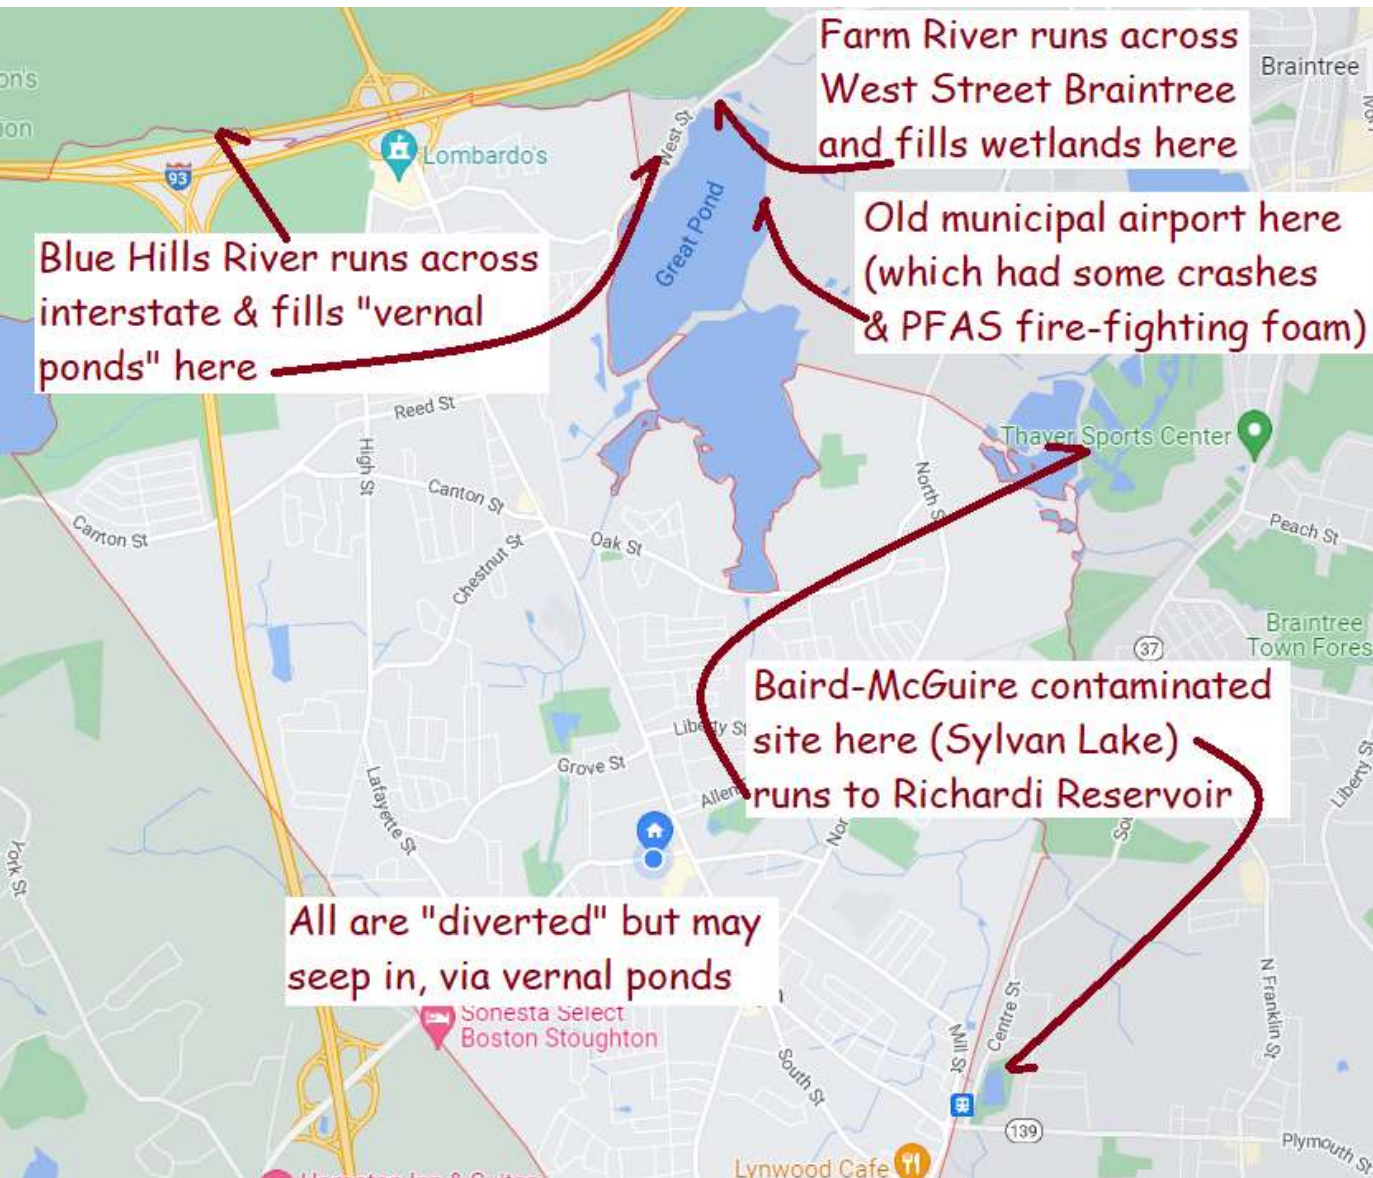 Farm River runs across
West Street Braintree
and fills wetlands here
Braintree
on's
ion
West St
Lombardo's
93
Great Pond
Old municipal airport here
(which had some crashes
& PFAS fire-fighting foam)
Blue Hills River runs across
interstate & fills "vernal
ponds" here
Reed St
High St
Thayer Sports Center
Canton St
Canton St
North S
Peach St
Oak St
Chestnut St
Braintree
Town Fores
37
Baird-McGuire contaminated
site here (Sylvan Lake)
runs to Richardi Reservoir
Liberty St
Grove St
Allen
Liberty St
Lafayette St
Nor
Sou
York St
All are "diverted" but may
seep in, via vernal ponds
n
Sonesta Select
Boston Stoughton
Centre St
N Franklin St
Mill St
South St
139
Plymouth St
Lynwood Cafe